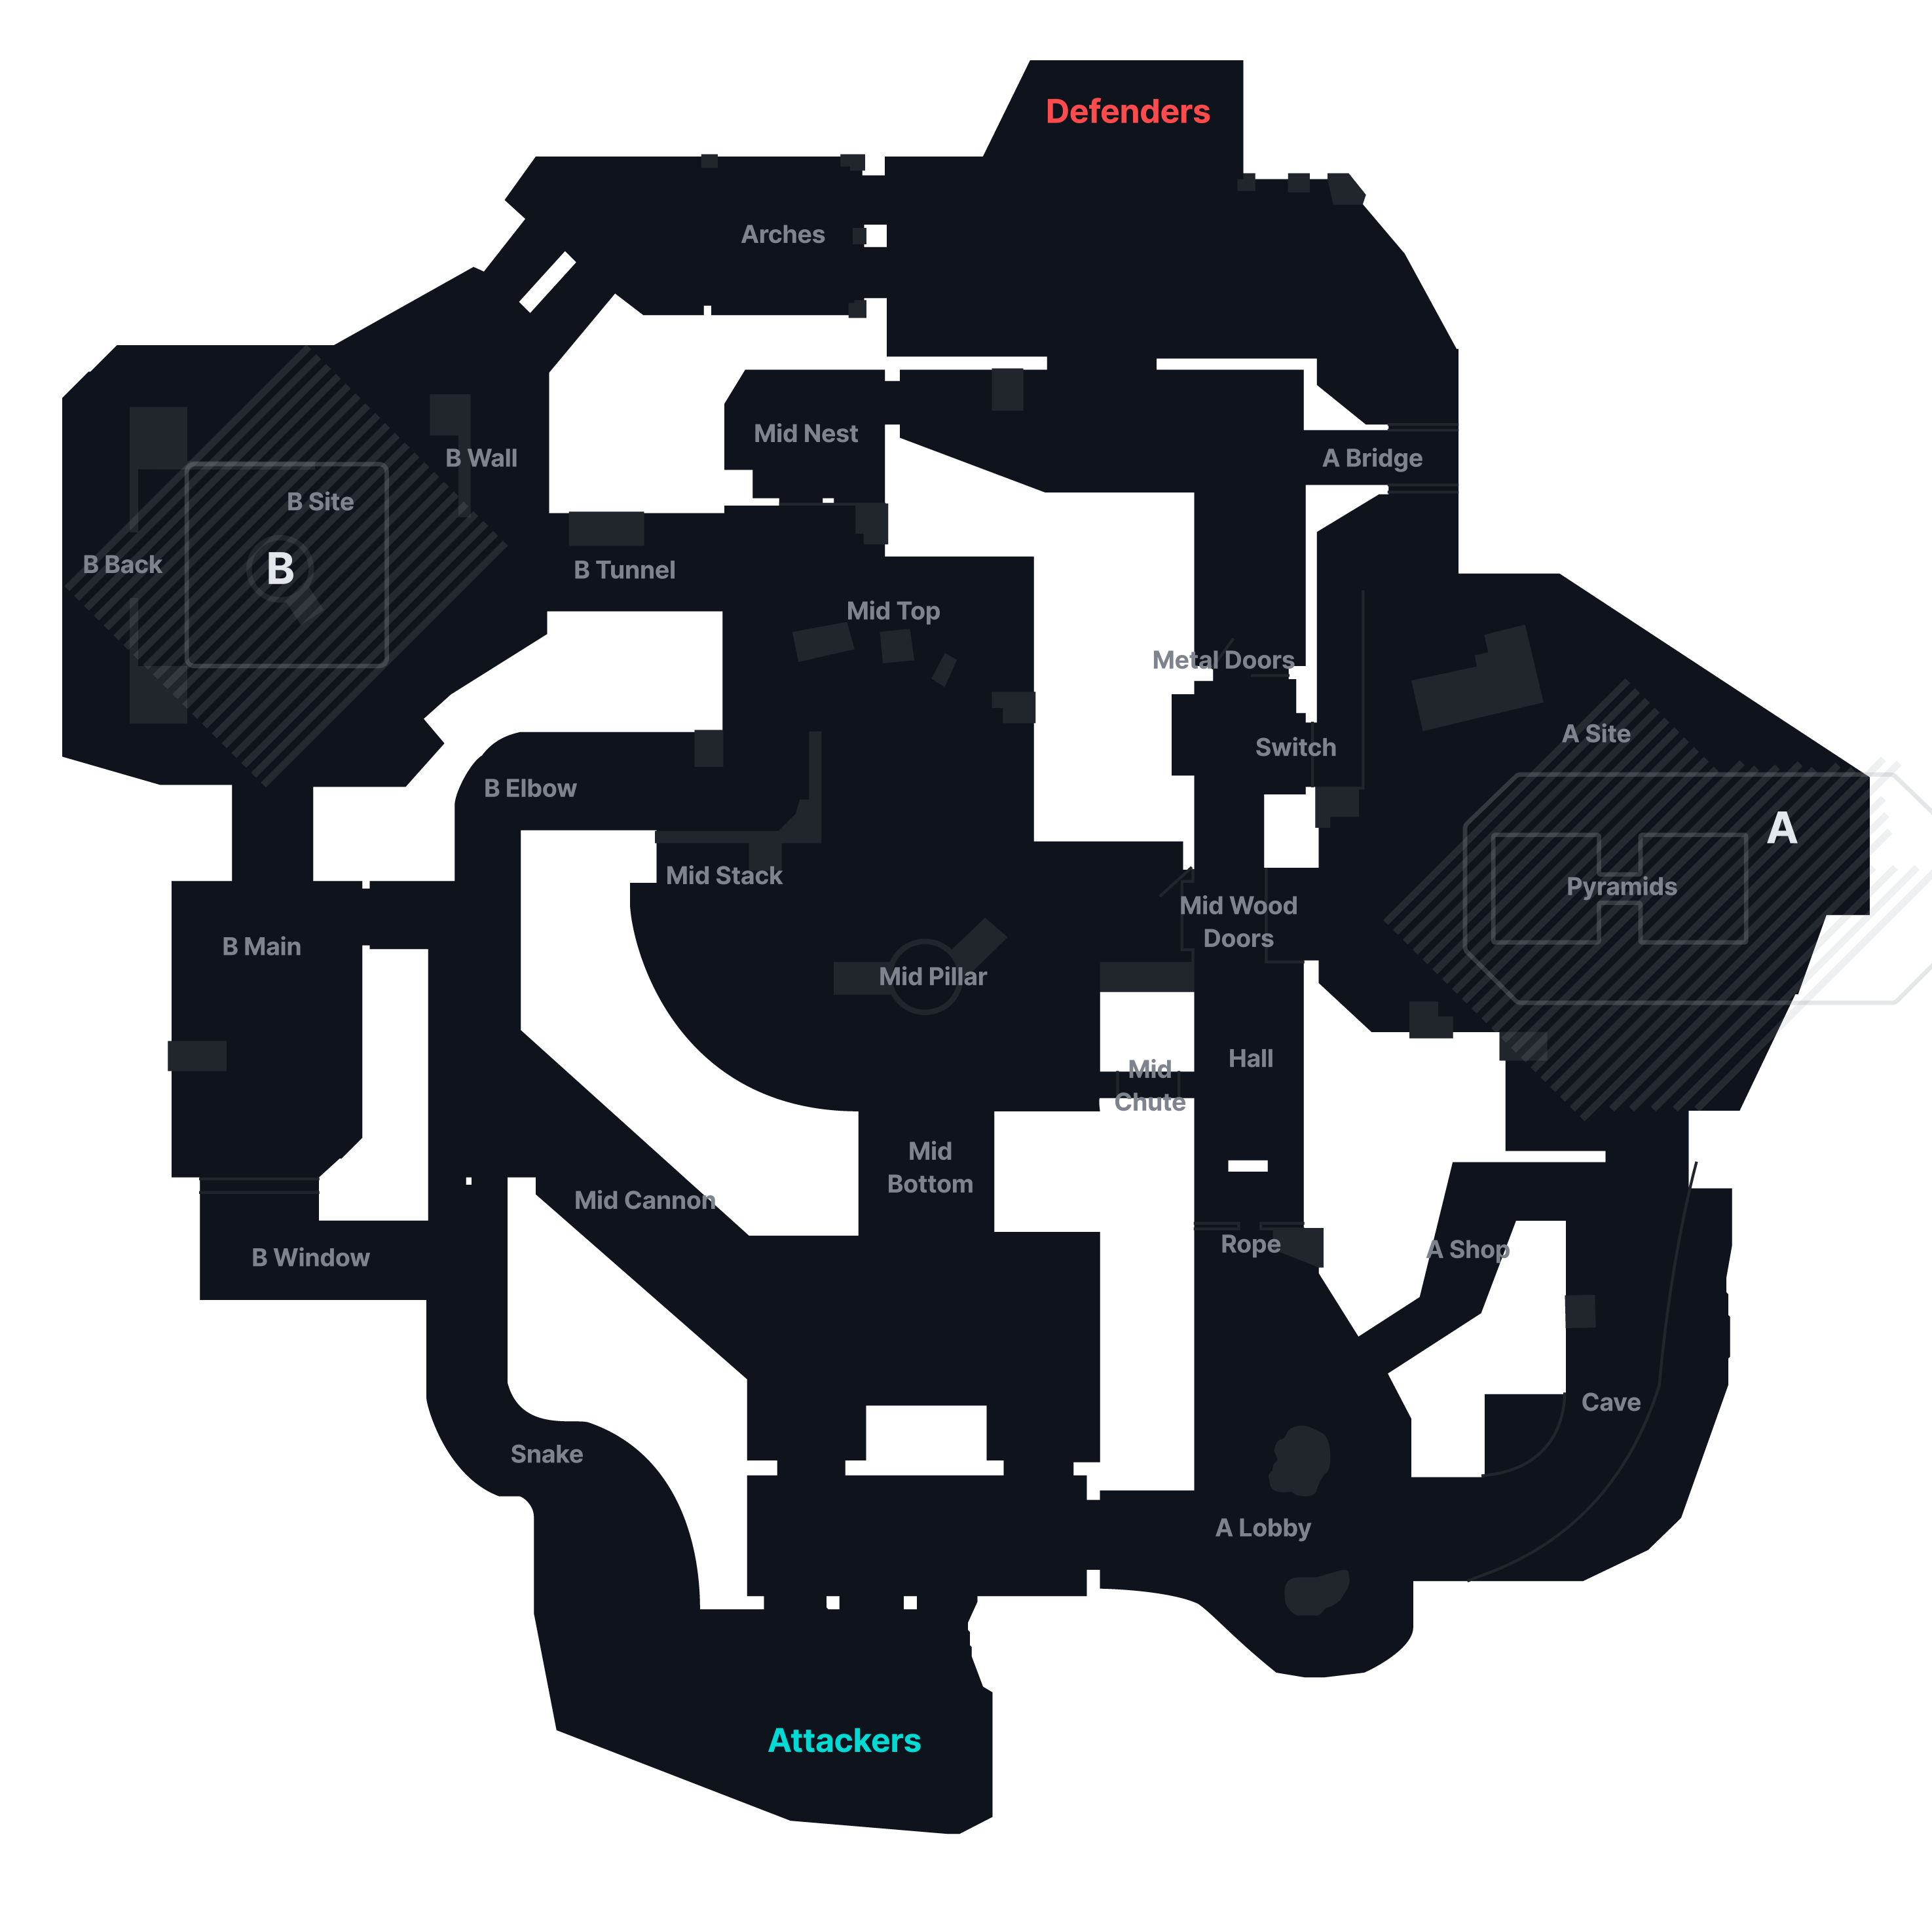 Defenders
Arches
Mid Nest
B Wall
A Bridge
B Site
B Back
B
B Tunnel
Mid Top
Metal Doors
A Site
Switch
B Elbow
A
Mid Stack
Pyramids
Mid Wood
Doors
B Main
Mid Pillar
Hall
Mid
Chute
Mid
Bottom
Mid Cannon
Rope
A Shop
B Window
Cave
Snake
A Lobby
Attackers